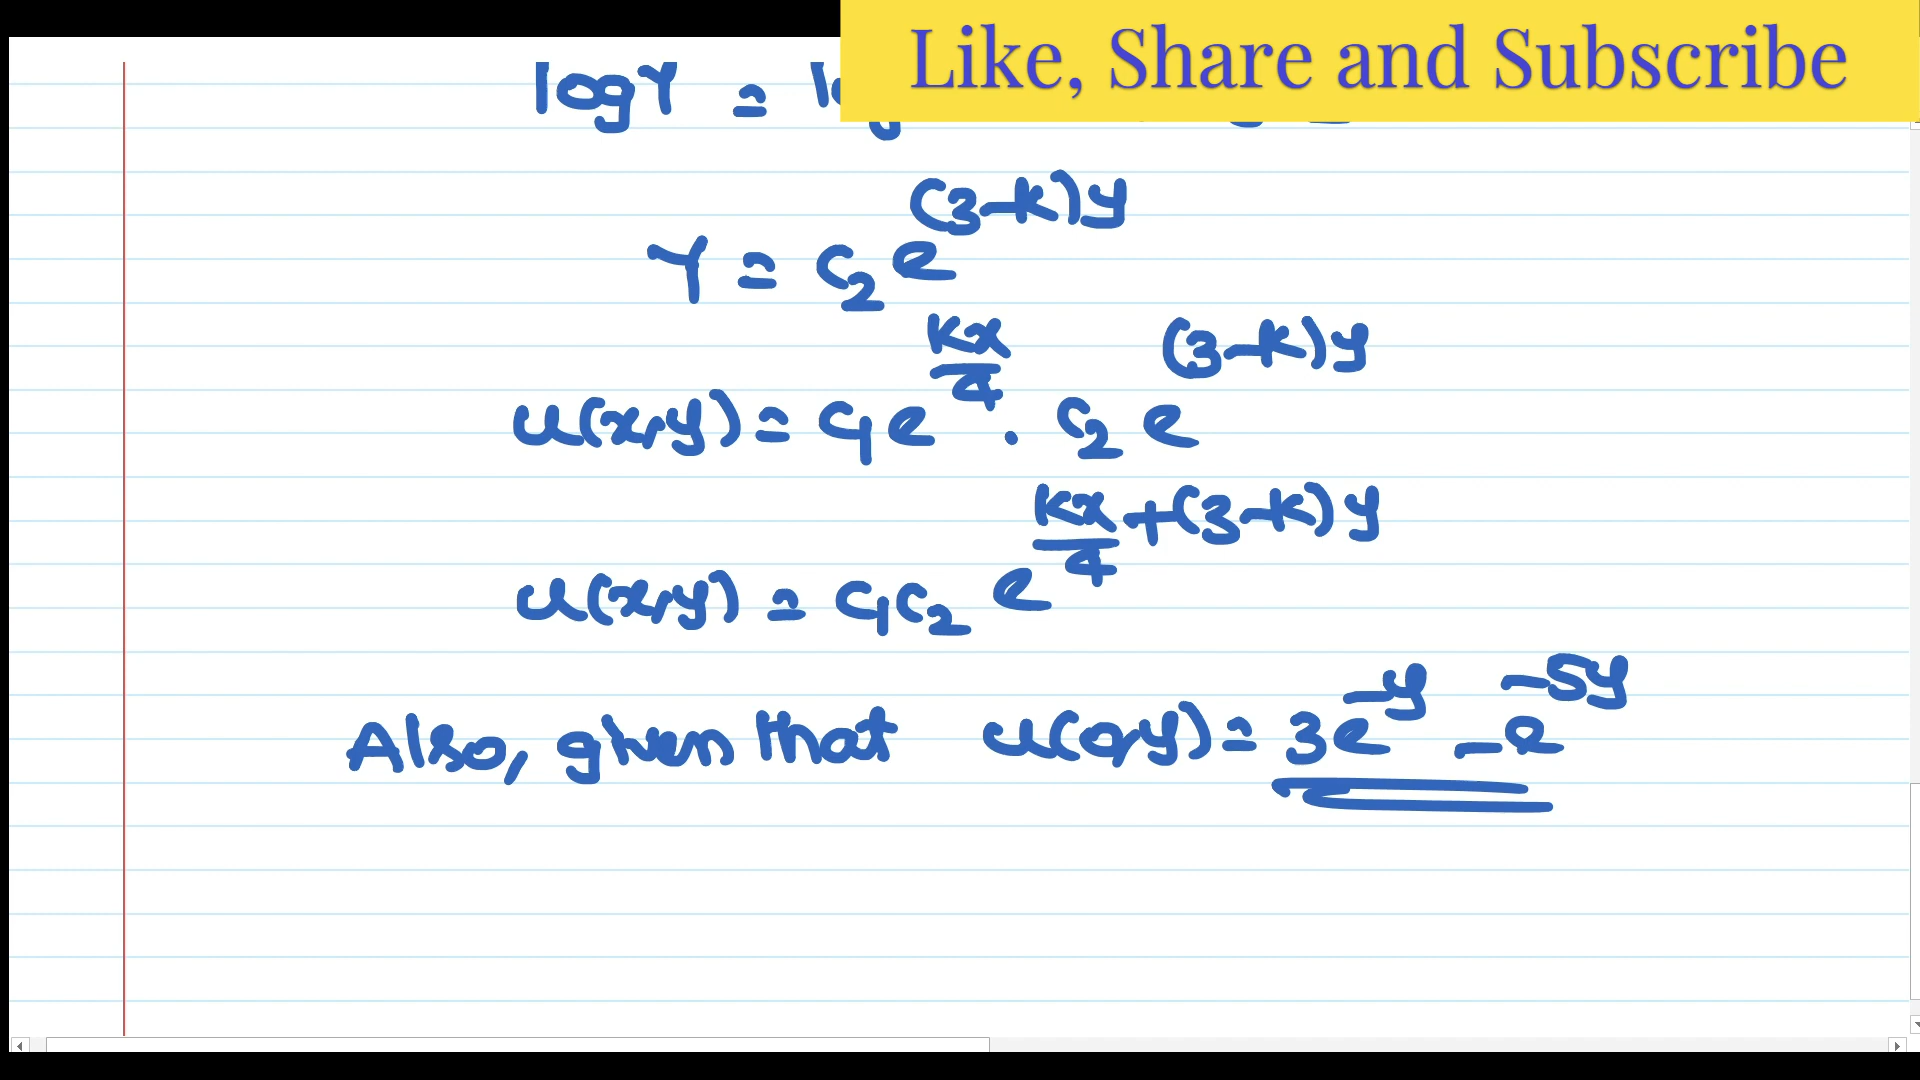 Like, Share and Subscribe
log Y =
Y = c₂ e^{(3-k)y}
u(x,y) = c₁ e^{kx/4} . c₂ e^{(3-k)y}
u(x,y) = c₁c₂ e^{kx/4 + (3-k)y}
Also, given that u(0,y) = 3e^{-y} - e^{-5y}